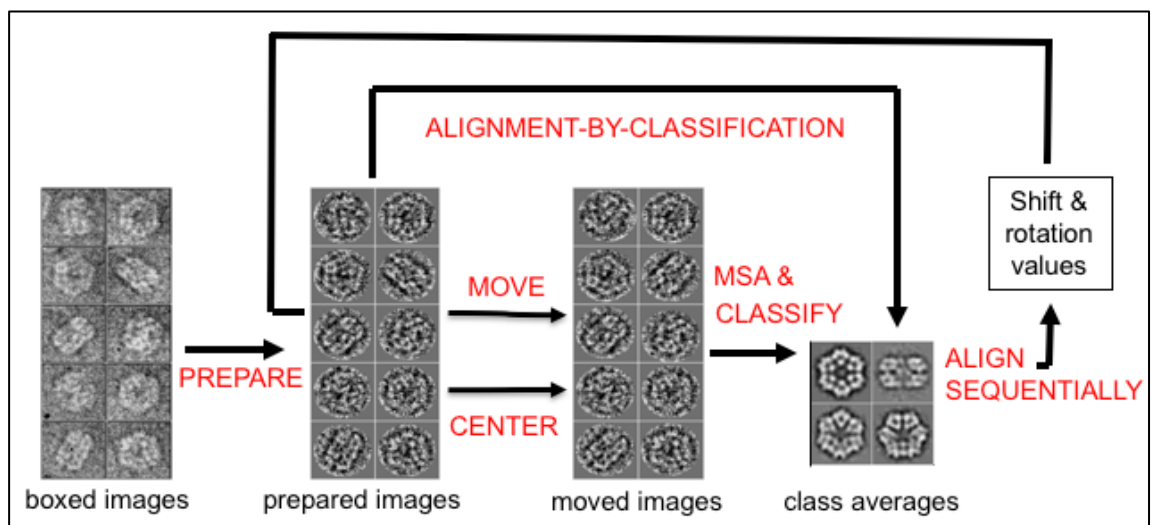 ALIGNMENT-BY-CLASSIFICATION
Shift &
rotation
values
MOVE
MSA &
CLASSIFY
PREPARE
ALIGN
SEQUENTIALLY
CENTER
boxed images
prepared images
moved images
class averages